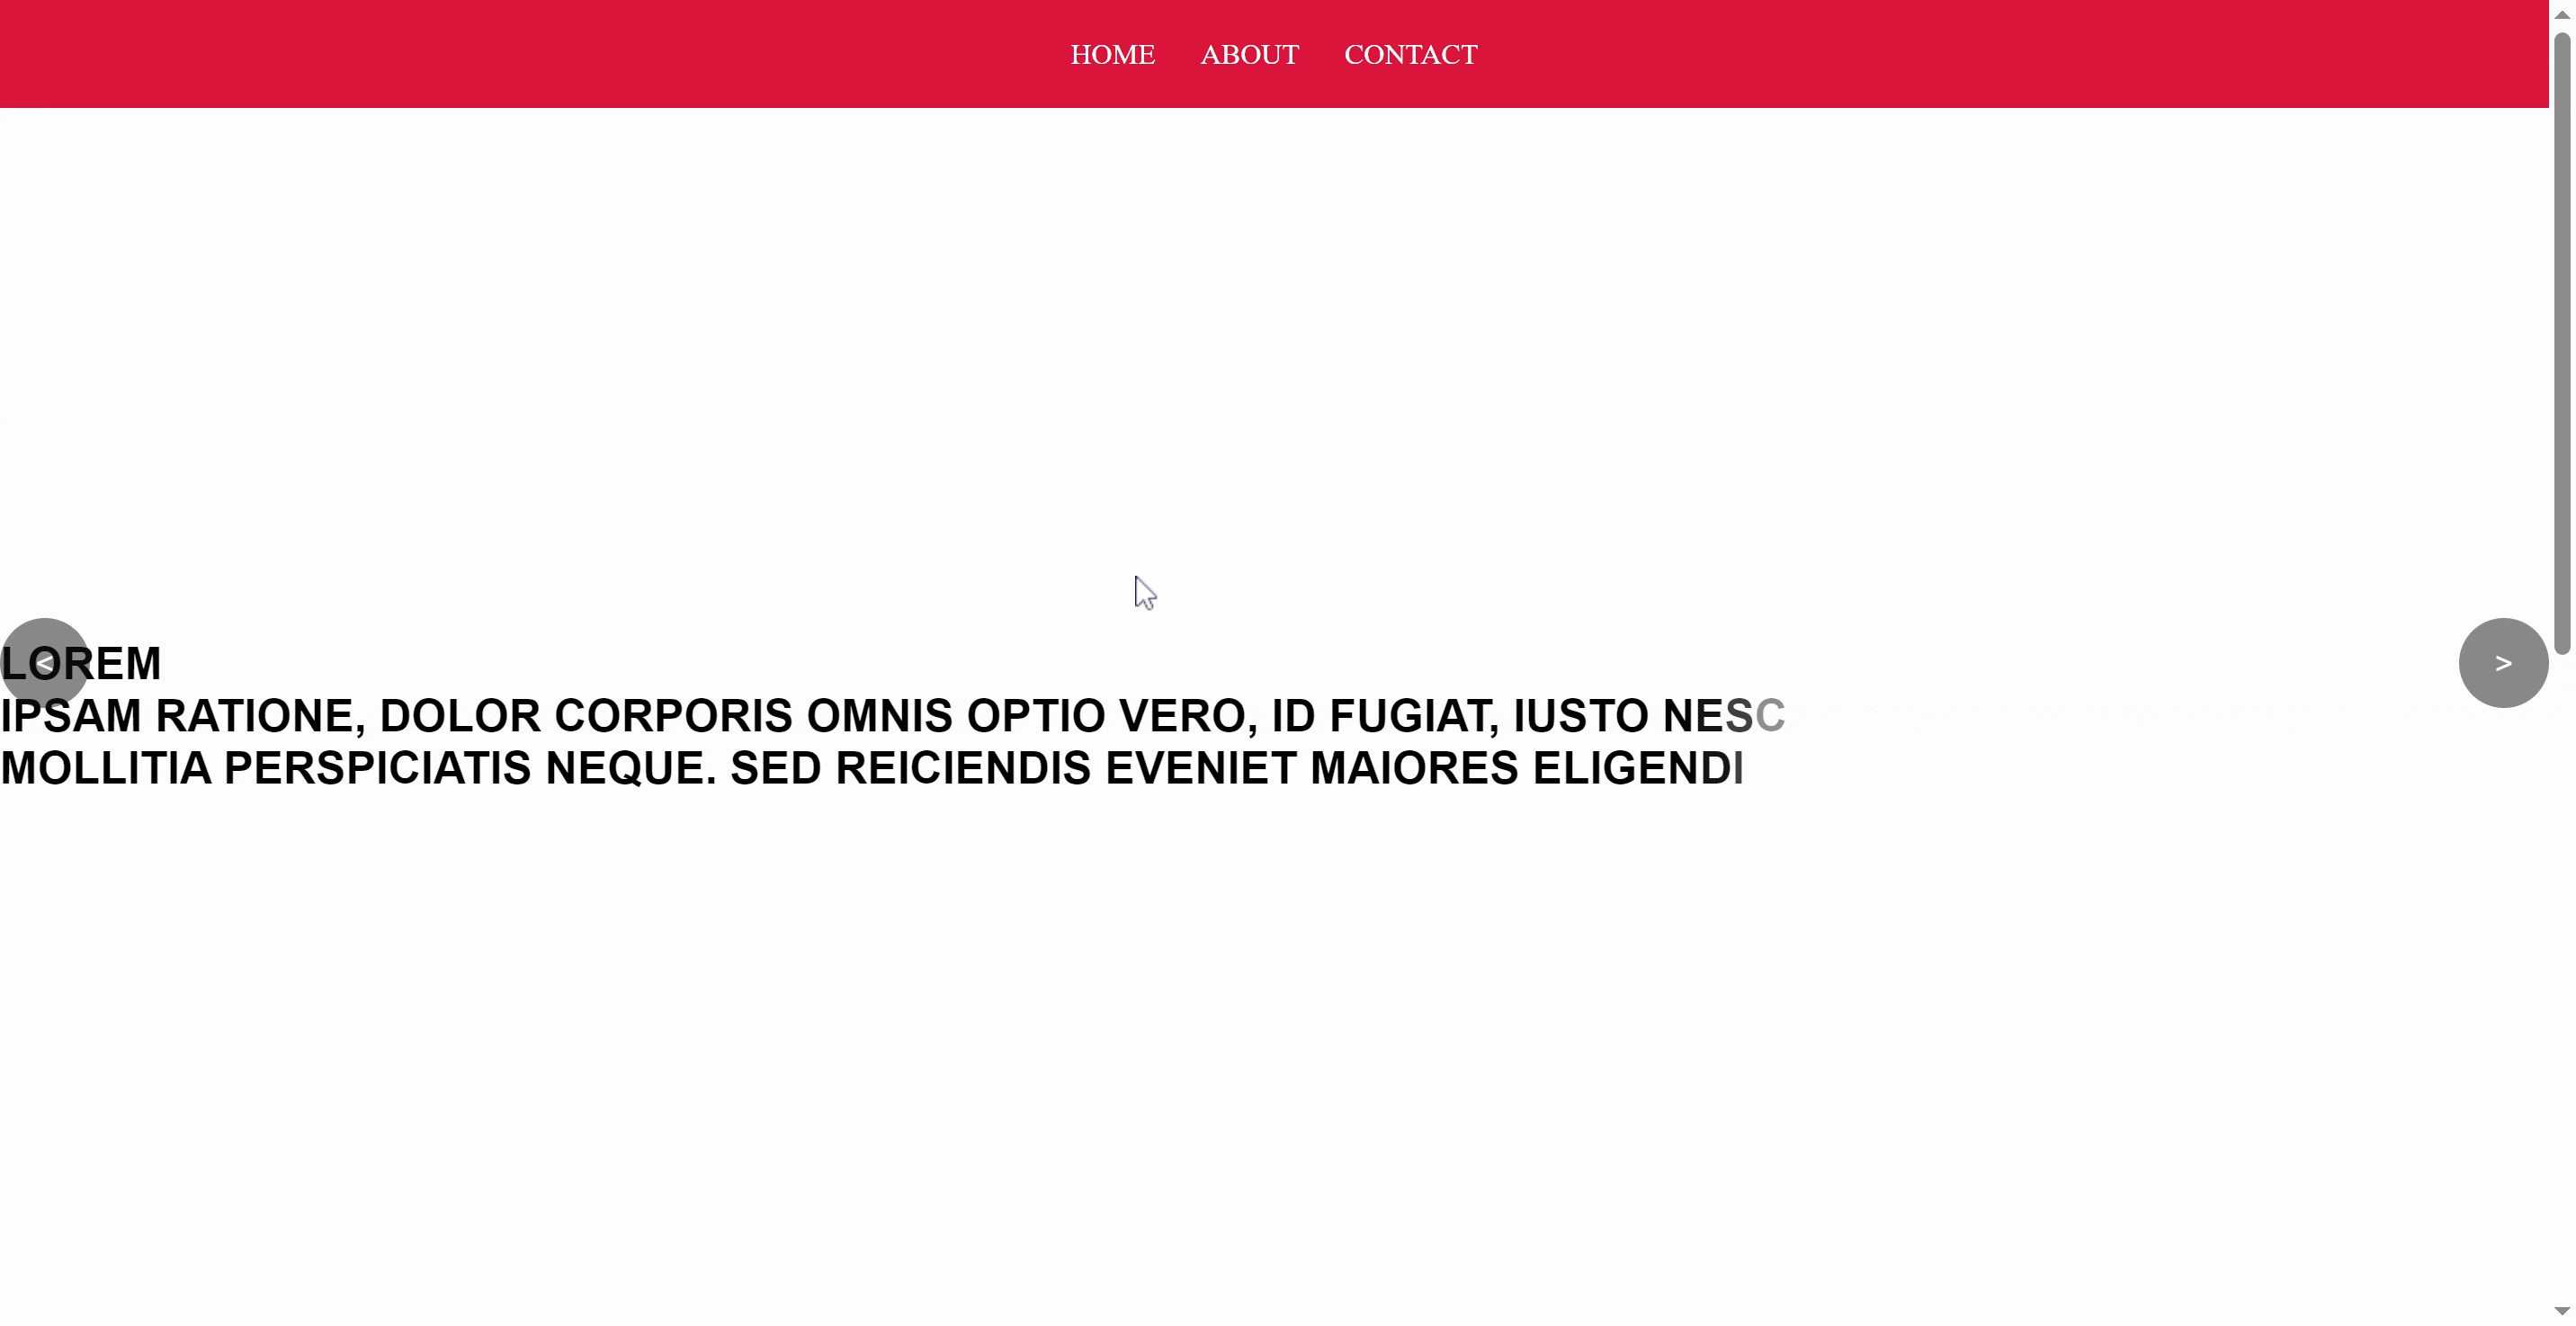 HOME ABOUT CONTACT
< LOREM >
IPSAM RATIONE, DOLOR CORPORIS OMNIS OPTIO VERO, ID FUGIAT, IUSTO NESC
MOLLITIA PERSPICIATIS NEQUE. SED REICIENDIS EVENIET MAIORES ELIGENDI